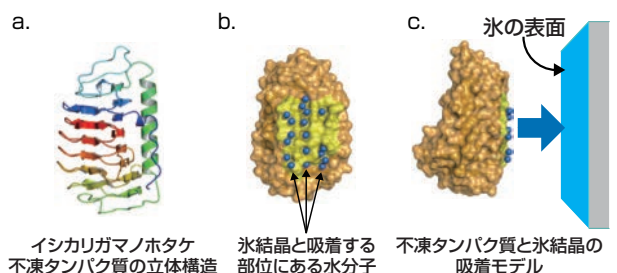 a.
b.
c.
氷の表面
イシカリガマノホタケ
不凍タンパク質の立体構造
氷結晶と吸着する
部位にある水分子
不凍タンパク質と氷結晶の
吸着モデル